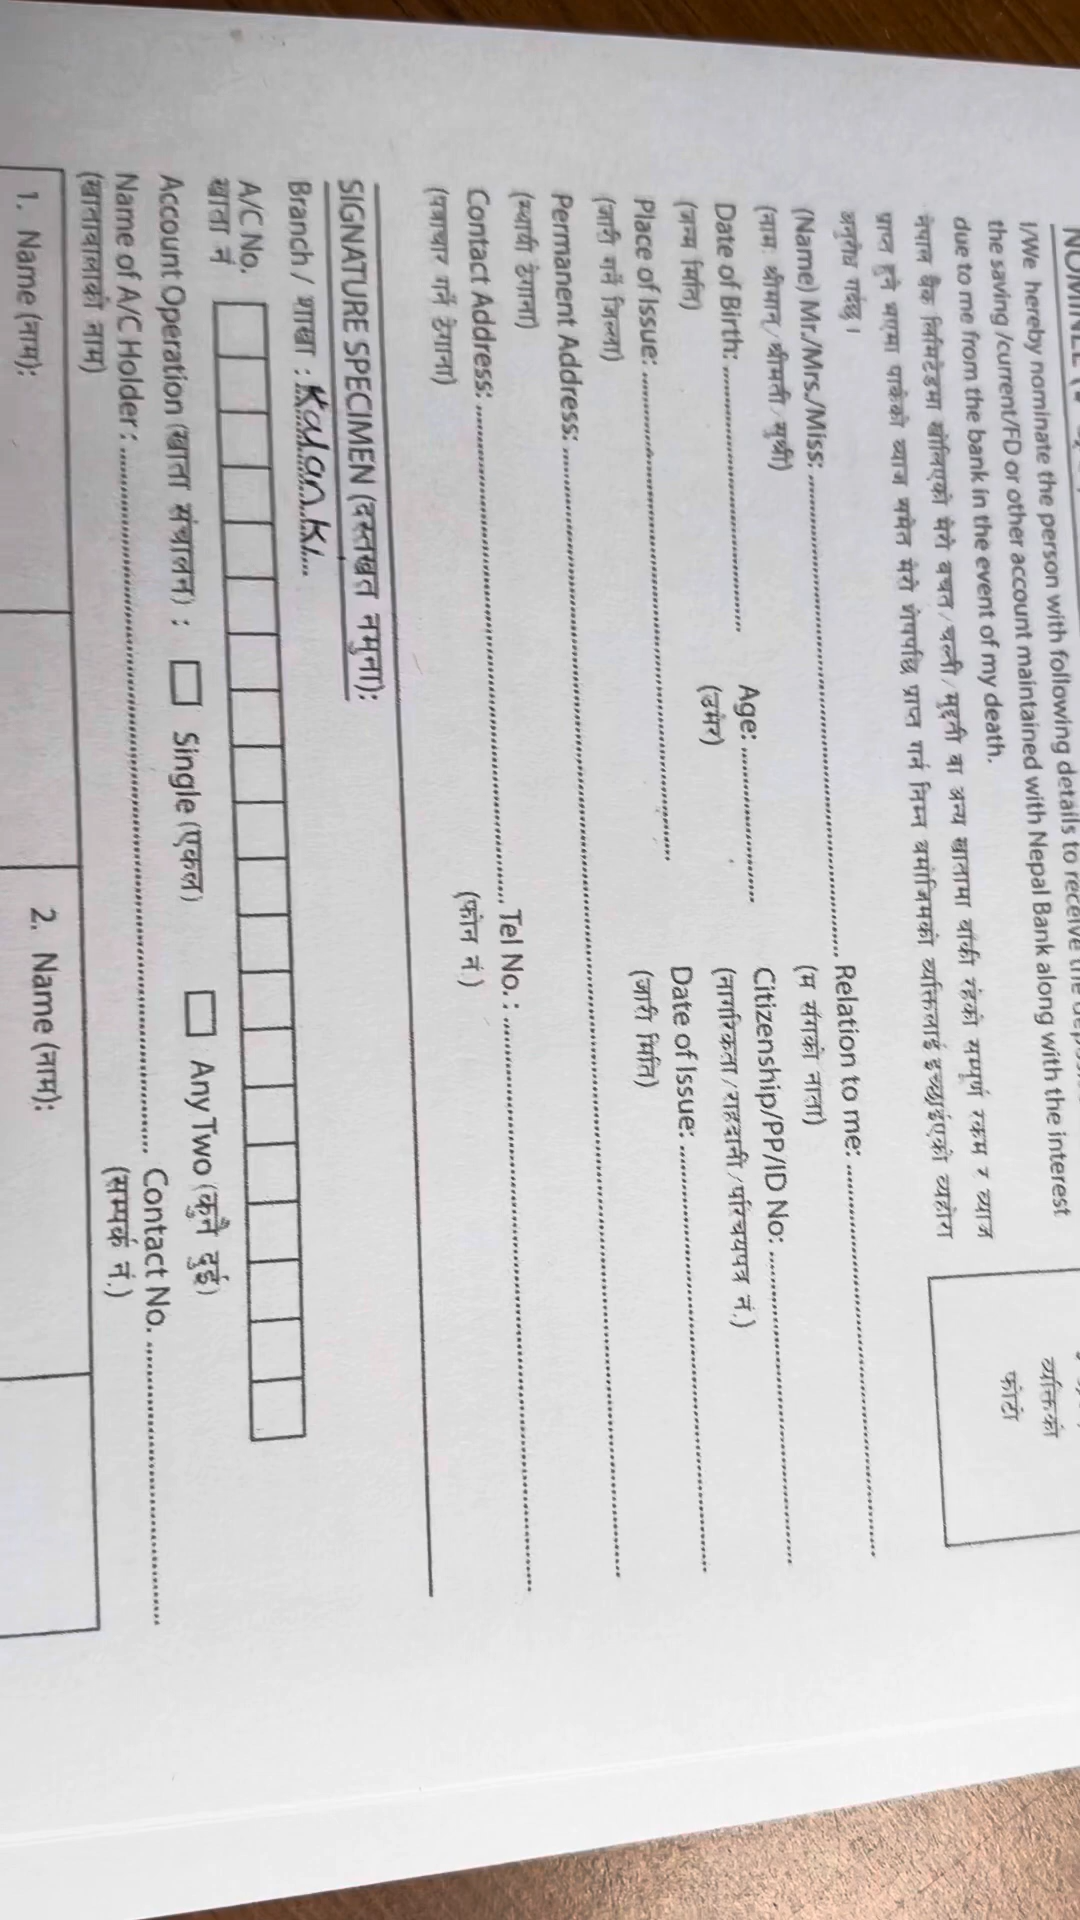 I/We hereby nominate the person with following details to receive the
the saving /current/FD or other account maintained with Nepal Bank along with the interest
due to me from the bank in the event of my death.
नेपाल बैंक लिमिटेडमा खोलिएको मेरो बचत/चल्ती/मुद्दती वा अन्य खातामा बाँकी रहेको सम्पूर्ण रकम र ब्याज
प्राप्त हुने भएमा पाकेको ब्याज समेत मेरो शेषपछि प्राप्त गर्न निम्न बमोजिमको व्यक्तिलाई इच्छाईएको व्यहोरा
अनुरोध गर्दछु।
व्यक्तिको
फोटो
(Name) Mr./Mrs./Miss: Relation to me:
(नाम: श्रीमान/श्रीमती/सुश्री) (म संगको नाता)
Date of Birth: Age: Citizenship/PP/ID No:
(जन्म मिति) (उमेर) (नागरिकता/राहदानी/परिचयपत्र नं.)
Place of Issue: Date of Issue:
(जारी गर्ने जिल्ला) (जारी मिति)
Permanent Address:
(स्थायी ठेगाना)
Contact Address: Tel No.:
(पत्राचार गर्ने ठेगाना) (फोन नं.)
SIGNATURE SPECIMEN (दस्तखत नमुना):
Branch / शाखा : Kalanki
A/C No.
खाता नं
Account Operation (खाता संचालन) : Single (एकल) Any Two (कुनै दुई)
Name of A/C Holder : Contact No.
(खातावालाको नाम) (सम्पर्क नं.)
1. Name (नाम): 2. Name (नाम):